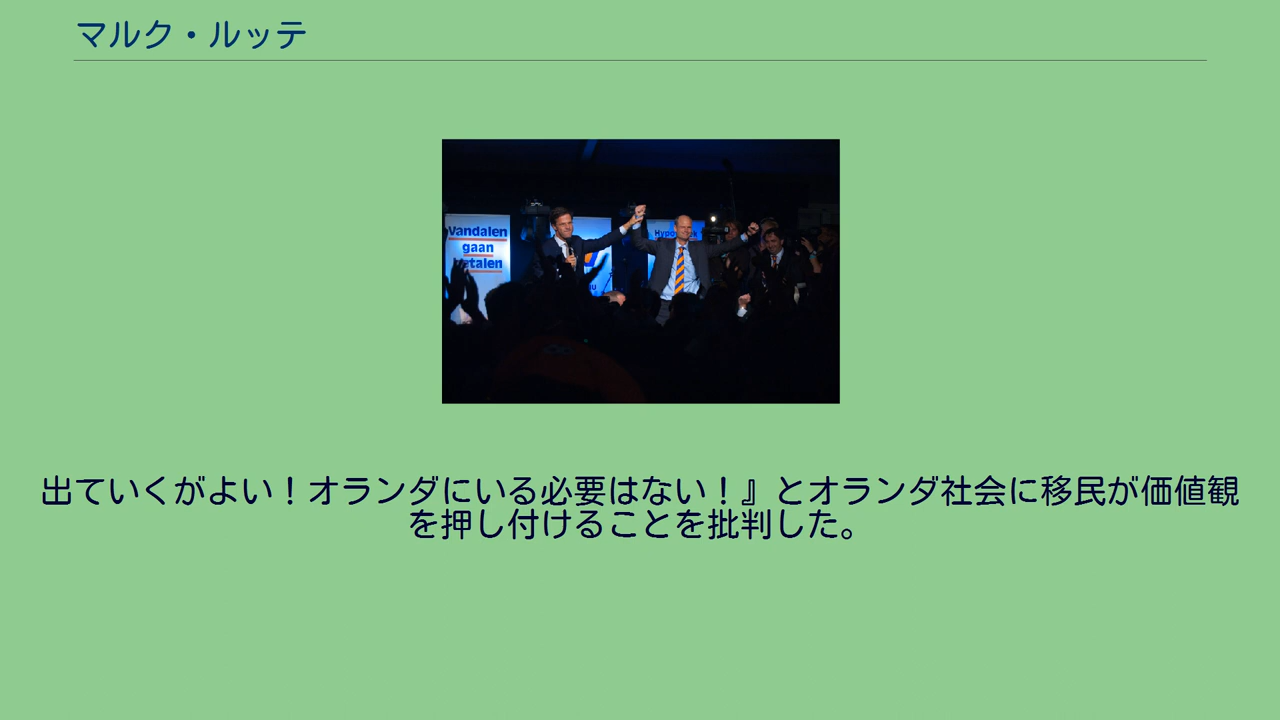 マルク・ルッテ
Vandalen
gaan
betalen
出ていくがよい！オランダにいる必要はない！』とオランダ社会に移民が価値観
を押し付けることを批判した。